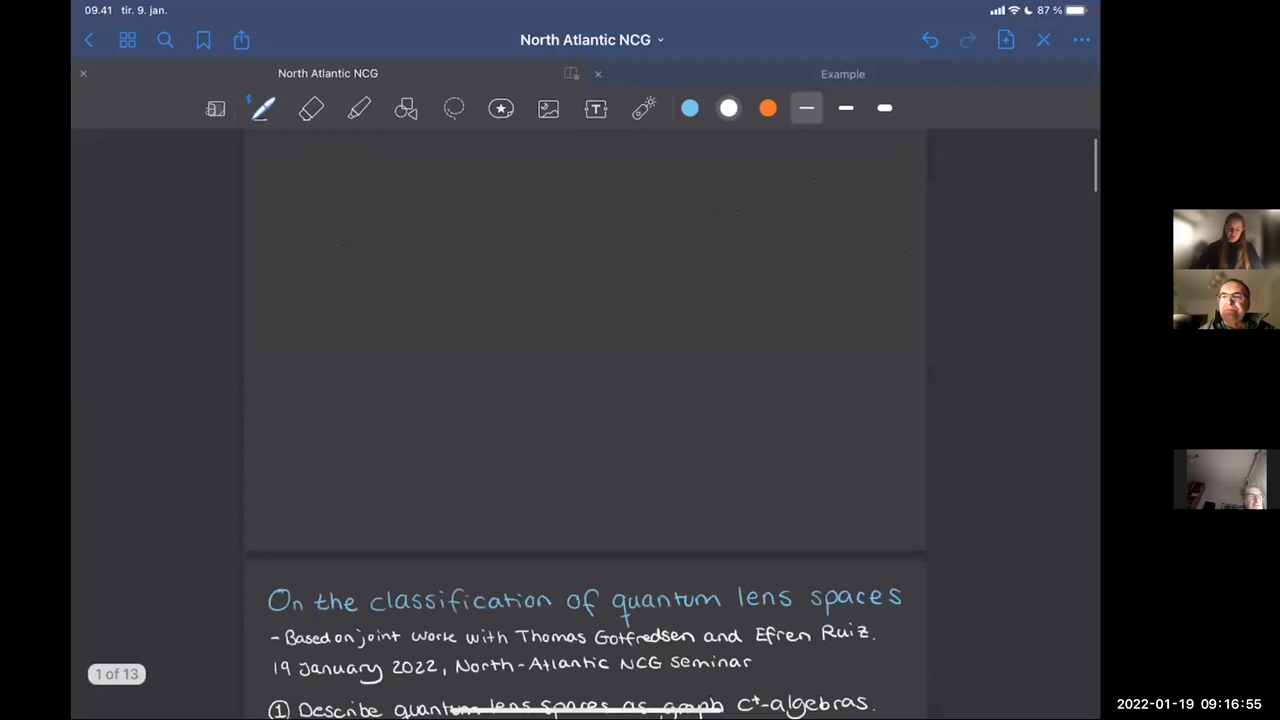 09.41 tir. 9. jan.
87 %
North Atlantic NCG
North Atlantic NCG
Example
T
On the classification of quantum lens spaces
- Based on joint work with Thomas Gotfredsen and Efren Ruiz.
19 January 2022, North-Atlantic NCG Seminar
1 of 13
① Describe quantum lens spaces as graph C*-algebras.
2022-01-19 09:16:55